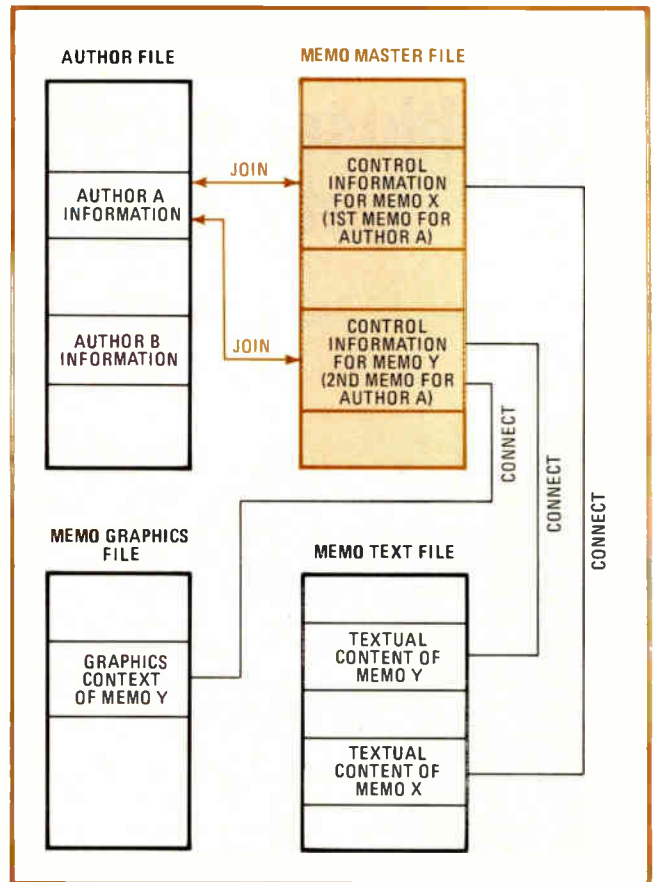 AUTHOR FILE
MEMO MASTER FILE
AUTHOR A
INFORMATION
AUTHOR B
INFORMATION
JOIN
JOIN
CONTROL
INFORMATION
FOR MEMO X
(1ST MEMO FOR
AUTHOR A)
CONTROL
INFORMATION
FOR MEMO Y
(2ND MEMO FOR
AUTHOR A)
CONNECT
CONNECT
CONNECT
MEMO GRAPHICS
FILE
GRAPHICS
CONTEXT
OF MEMO Y
MEMO TEXT FILE
TEXTUAL
CONTENT OF
MEMO Y
TEXTUAL
CONTENT OF
MEMO X